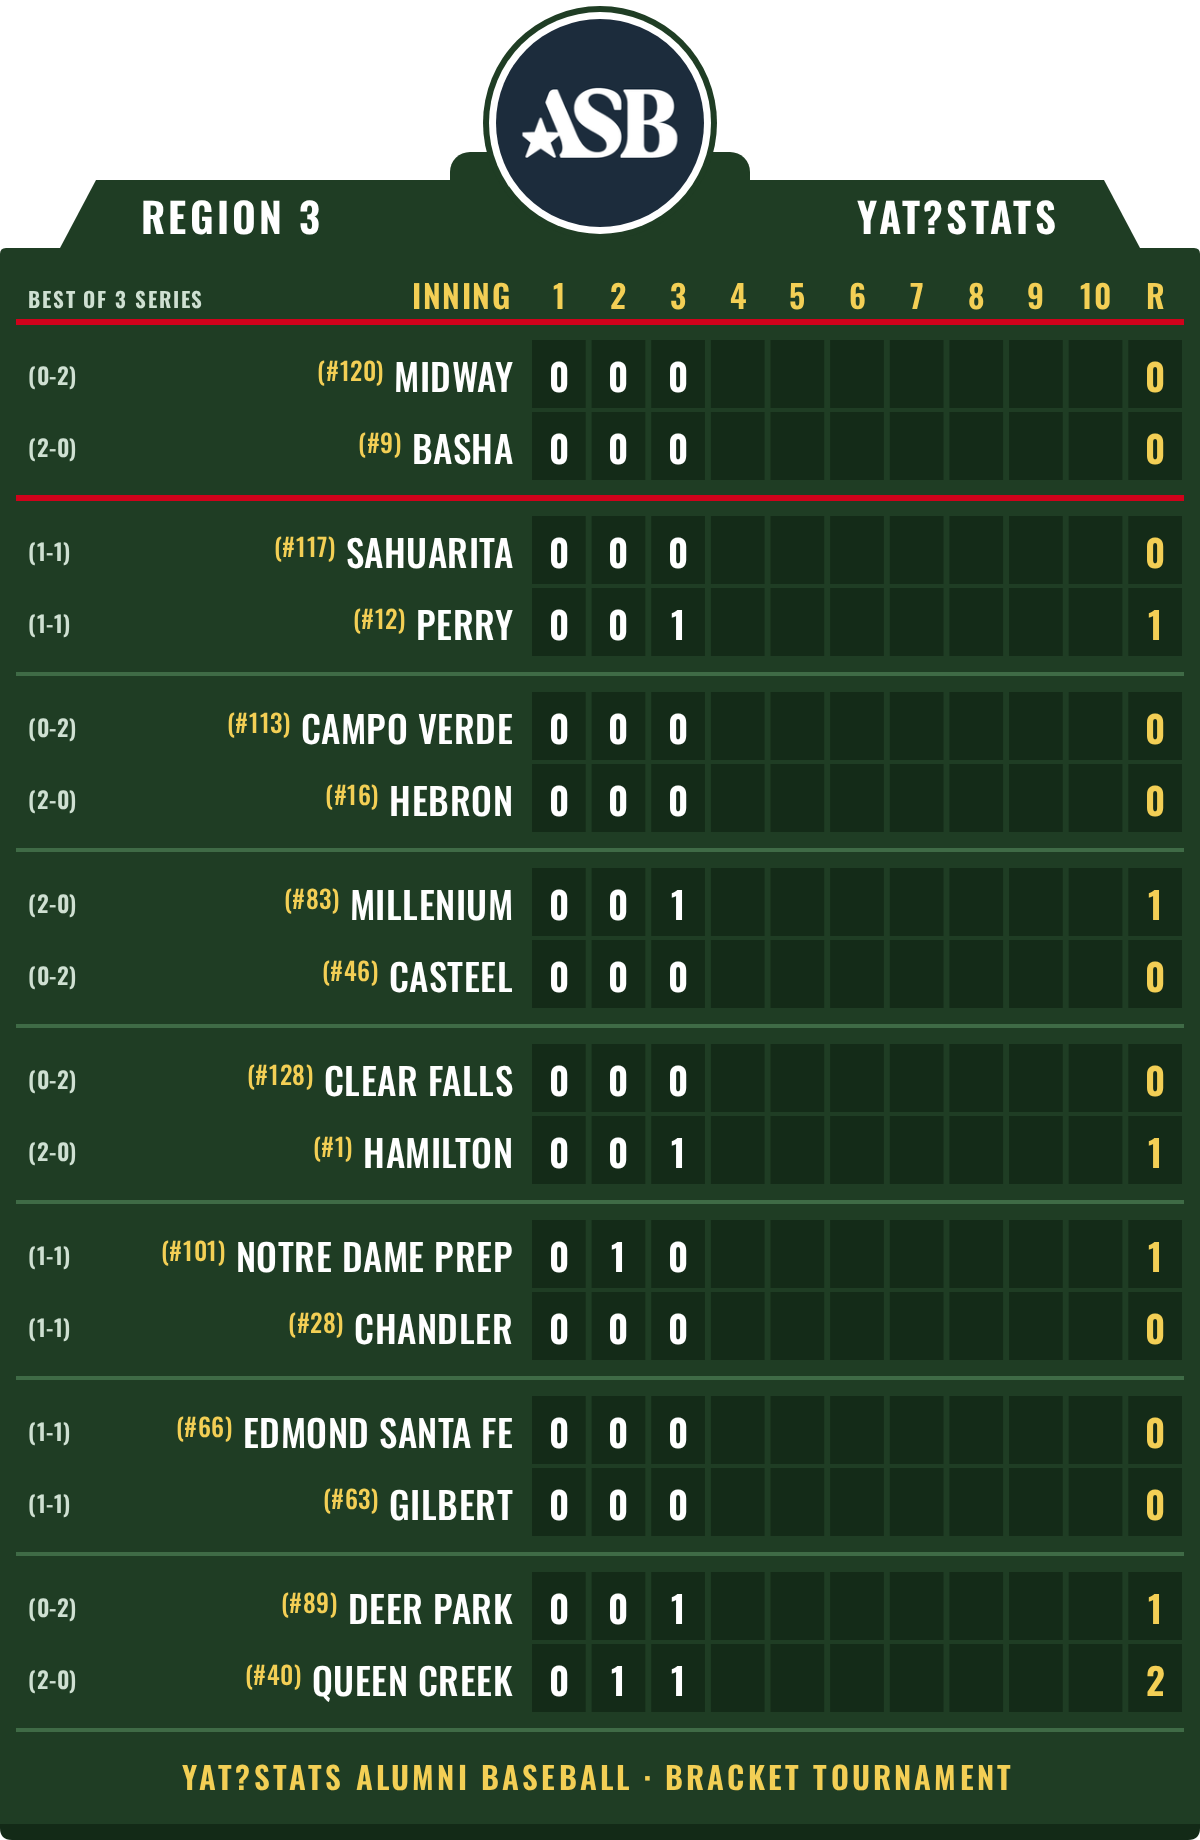 ASB
REGION 3 YAT?STATS
BEST OF 3 SERIES INNING 1 2 3 4 5 6 7 8 9 10 R
(0-2) (#120) MIDWAY 0 0 0 0
(2-0) (#9) BASHA 0 0 0 0
(1-1) (#117) SAHUARITA 0 0 0 0
(1-1) (#12) PERRY 0 0 1 1
(0-2) (#113) CAMPO VERDE 0 0 0 0
(2-0) (#16) HEBRON 0 0 0 0
(2-0) (#83) MILLENIUM 0 0 1 1
(0-2) (#46) CASTEEL 0 0 0 0
(0-2) (#128) CLEAR FALLS 0 0 0 0
(2-0) (#1) HAMILTON 0 0 1 1
(1-1) (#101) NOTRE DAME PREP 0 1 0 1
(1-1) (#28) CHANDLER 0 0 0 0
(1-1) (#66) EDMOND SANTA FE 0 0 0 0
(1-1) (#63) GILBERT 0 0 0 0
(0-2) (#89) DEER PARK 0 0 1 1
(2-0) (#40) QUEEN CREEK 0 1 1 2
YAT?STATS ALUMNI BASEBALL · BRACKET TOURNAMENT